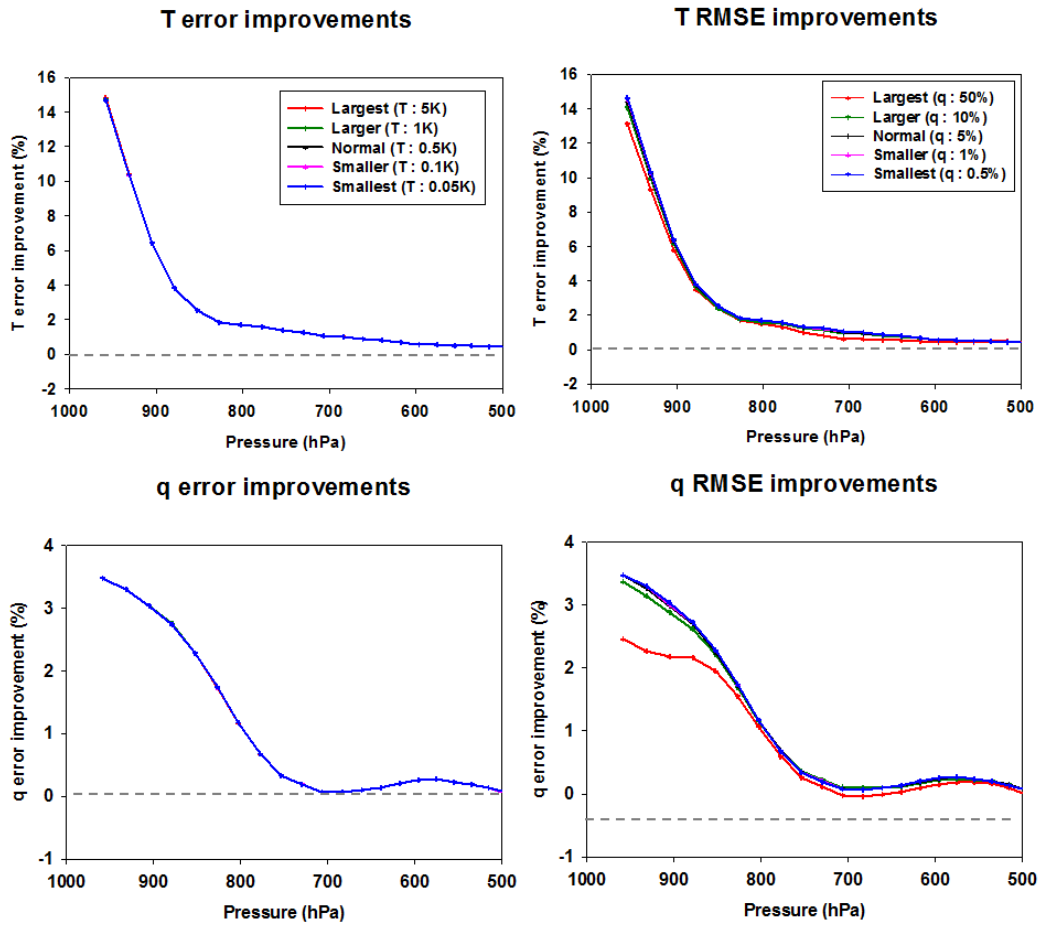 T error improvements
T error improvement (%)
16
14
12
10
8
6
4
2
0
-2
Largest (T : 5K)
Larger (T : 1K)
Normal (T : 0.5K)
Smaller (T : 0.1K)
Smallest (T : 0.05K)
1000 900 800 700 600 500
Pressure (hPa)
T RMSE improvements
T error improvement (%)
16
14
12
10
8
6
4
2
0
-2
Largest (q : 50%)
Larger (q : 10%)
Normal (q : 5%)
Smaller (q : 1%)
Smallest (q : 0.5%)
1000 900 800 700 600 500
Pressure (hPa)
q error improvements
q error improvement (%)
4
3
2
1
0
-1
1000 900 800 700 600 500
Pressure (hPa)
q RMSE improvements
q error improvement (%)
4
3
2
1
0
-1
1000 900 800 700 600 500
Pressure (hPa)